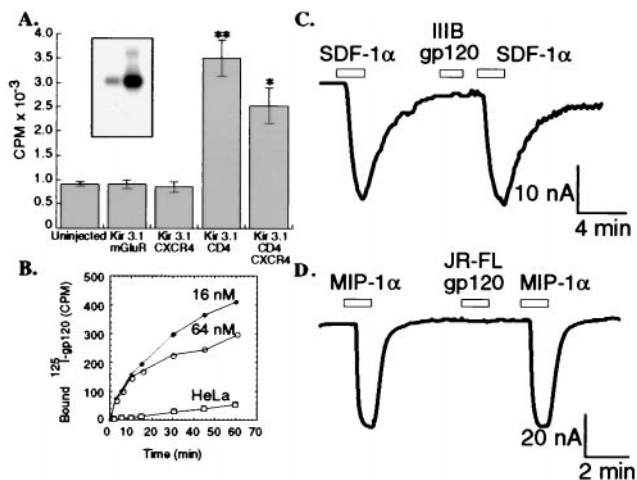 A.
CPM x 10-3
4.0
3.5
3.0
2.5
2.0
1.5
1.0
0.5
0
**
*
Uninjected
Kir 3.1
mGluR
Kir 3.1
CXCR4
Kir 3.1
CD4
Kir 3.1
CD4
CXCR4
B.
Bound 125I-gp120 (CPM)
500
400
300
200
100
0
16 nM
64 nM
HeLa
0 10 20 30 40 50 60 70
Time (min)
C.
SDF-1α
IIIB
gp120
SDF-1α
10 nA
4 min
D.
MIP-1α
JR-FL
gp120
MIP-1α
20 nA
2 min